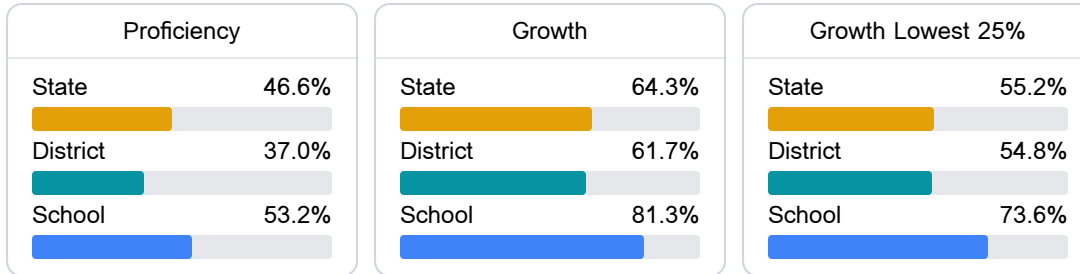 Proficiency
State 46.6%
District 37.0%
School 53.2%
Growth
State 64.3%
District 61.7%
School 81.3%
Growth Lowest 25%
State 55.2%
District 54.8%
School 73.6%